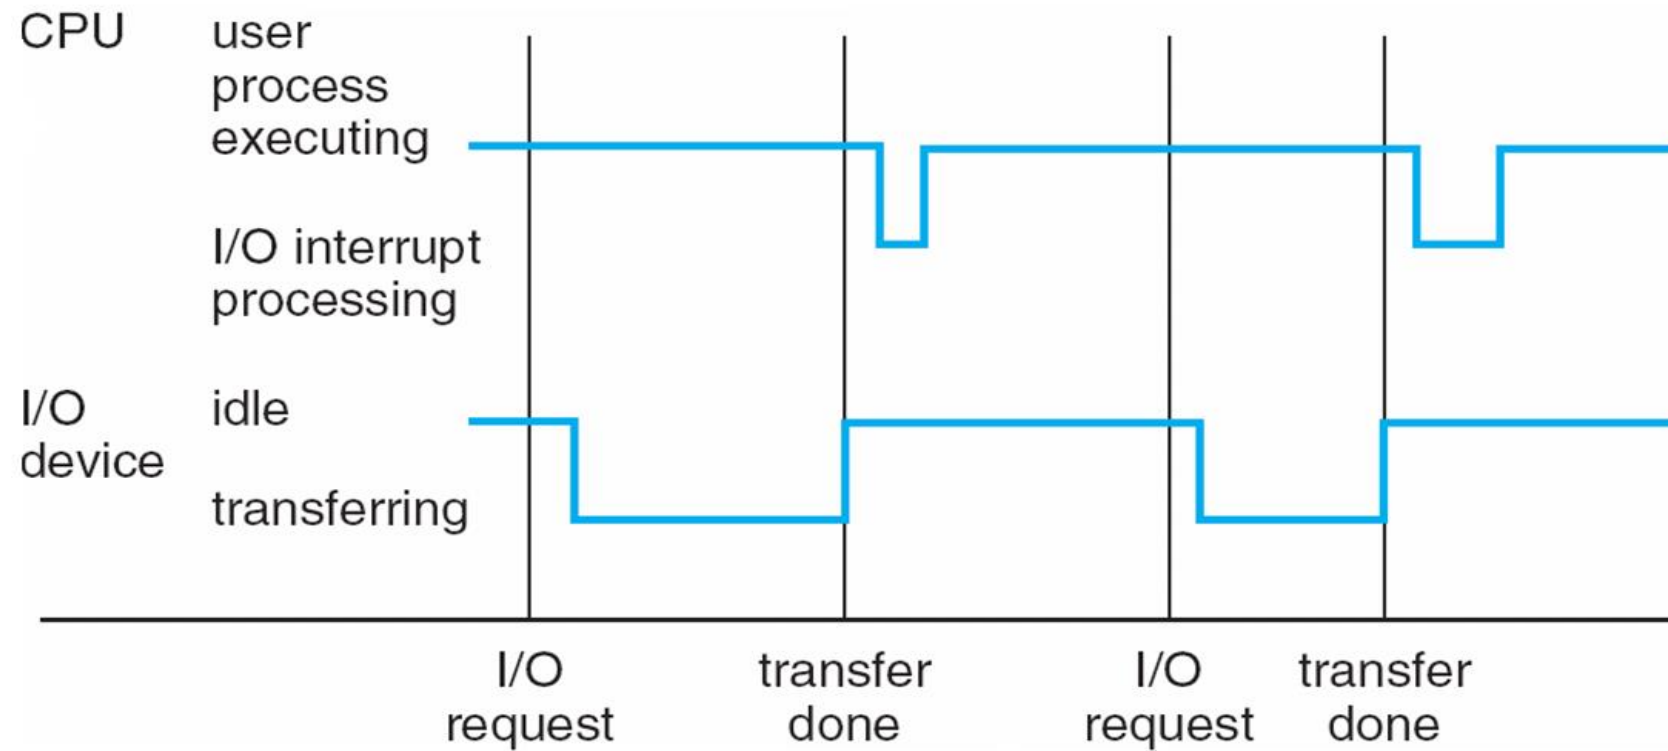 CPU
user
process
executing
I/O interrupt
processing
I/O
device
idle
transferring
I/O
request
transfer
done
I/O
request
transfer
done